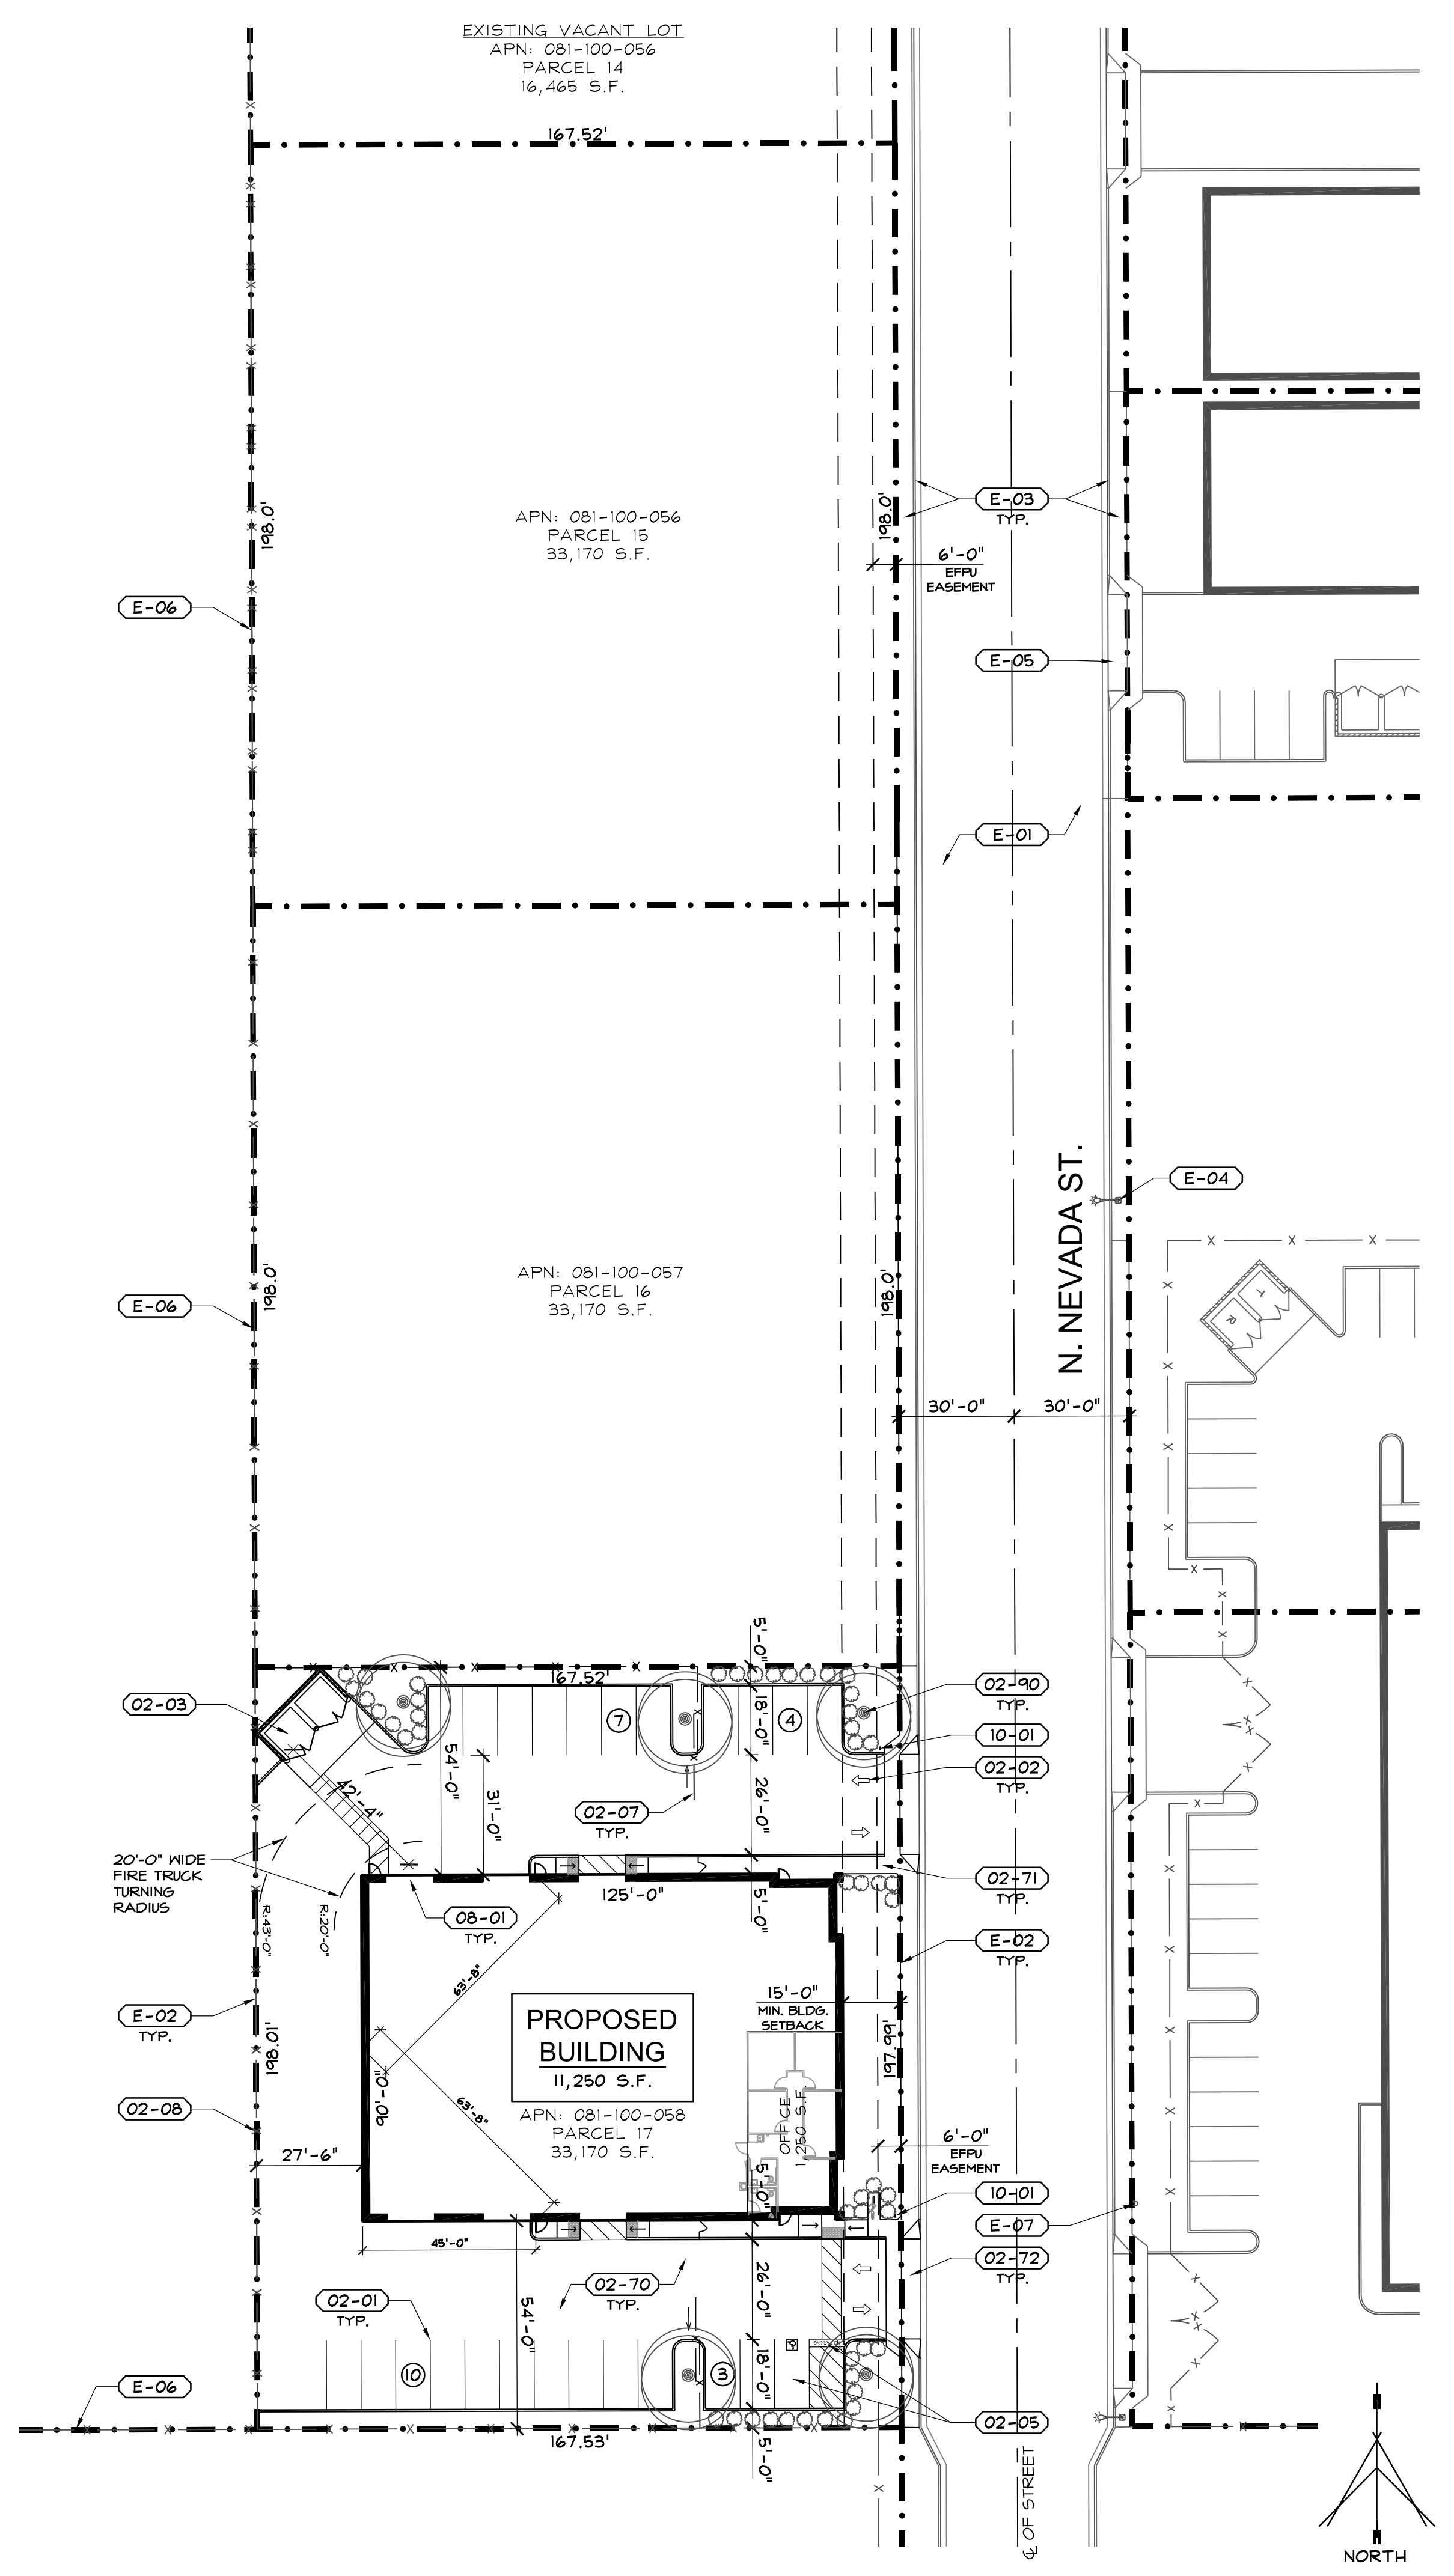 EXISTING VACANT LOT
APN: 081-100-056
PARCEL 14
16,465 S.F.
167.52'
198.0'
198.0'
E-03
TYP.
APN: 081-100-056
PARCEL 15
33,170 S.F.
6'-0"
EFPU
EASEMENT
E-06
E-05
E-01
N. NEVADA ST.
E-04
198.0'
198.0'
APN: 081-100-057
PARCEL 16
33,170 S.F.
E-06
T
R
30'-0"
30'-0"
5'-0"
167.52'
02-03
7
4
18'-0"
02-90
TYP.
10-01
02-02
TYP.
54'-0"
31'-0"
26'-0"
42'-4"
02-07
TYP.
20'-0" WIDE
FIRE TRUCK
TURNING
RADIUS
R:43'-0"
R:20'-0"
125'-0"
5'-0"
02-71
TYP.
08-01
TYP.
E-02
TYP.
63'-8"
15'-0"
MIN. BLDG.
SETBACK
E-02
TYP.
PROPOSED
BUILDING
11,250 S.F.
198.01'
197.99'
90'-0"
63'-8"
02-08
APN: 081-100-058
PARCEL 17
33,170 S.F.
OFFICE
1,250 S.F.
27'-6"
6'-0"
EFPU
EASEMENT
5'-0"
10-01
E-07
45'-0"
02-72
TYP.
02-70
TYP.
26'-0"
02-01
TYP.
54'-0"
10
3
18'-0"
E-06
02-05
167.53'
5'-0"
℄ OF STREET
NORTH